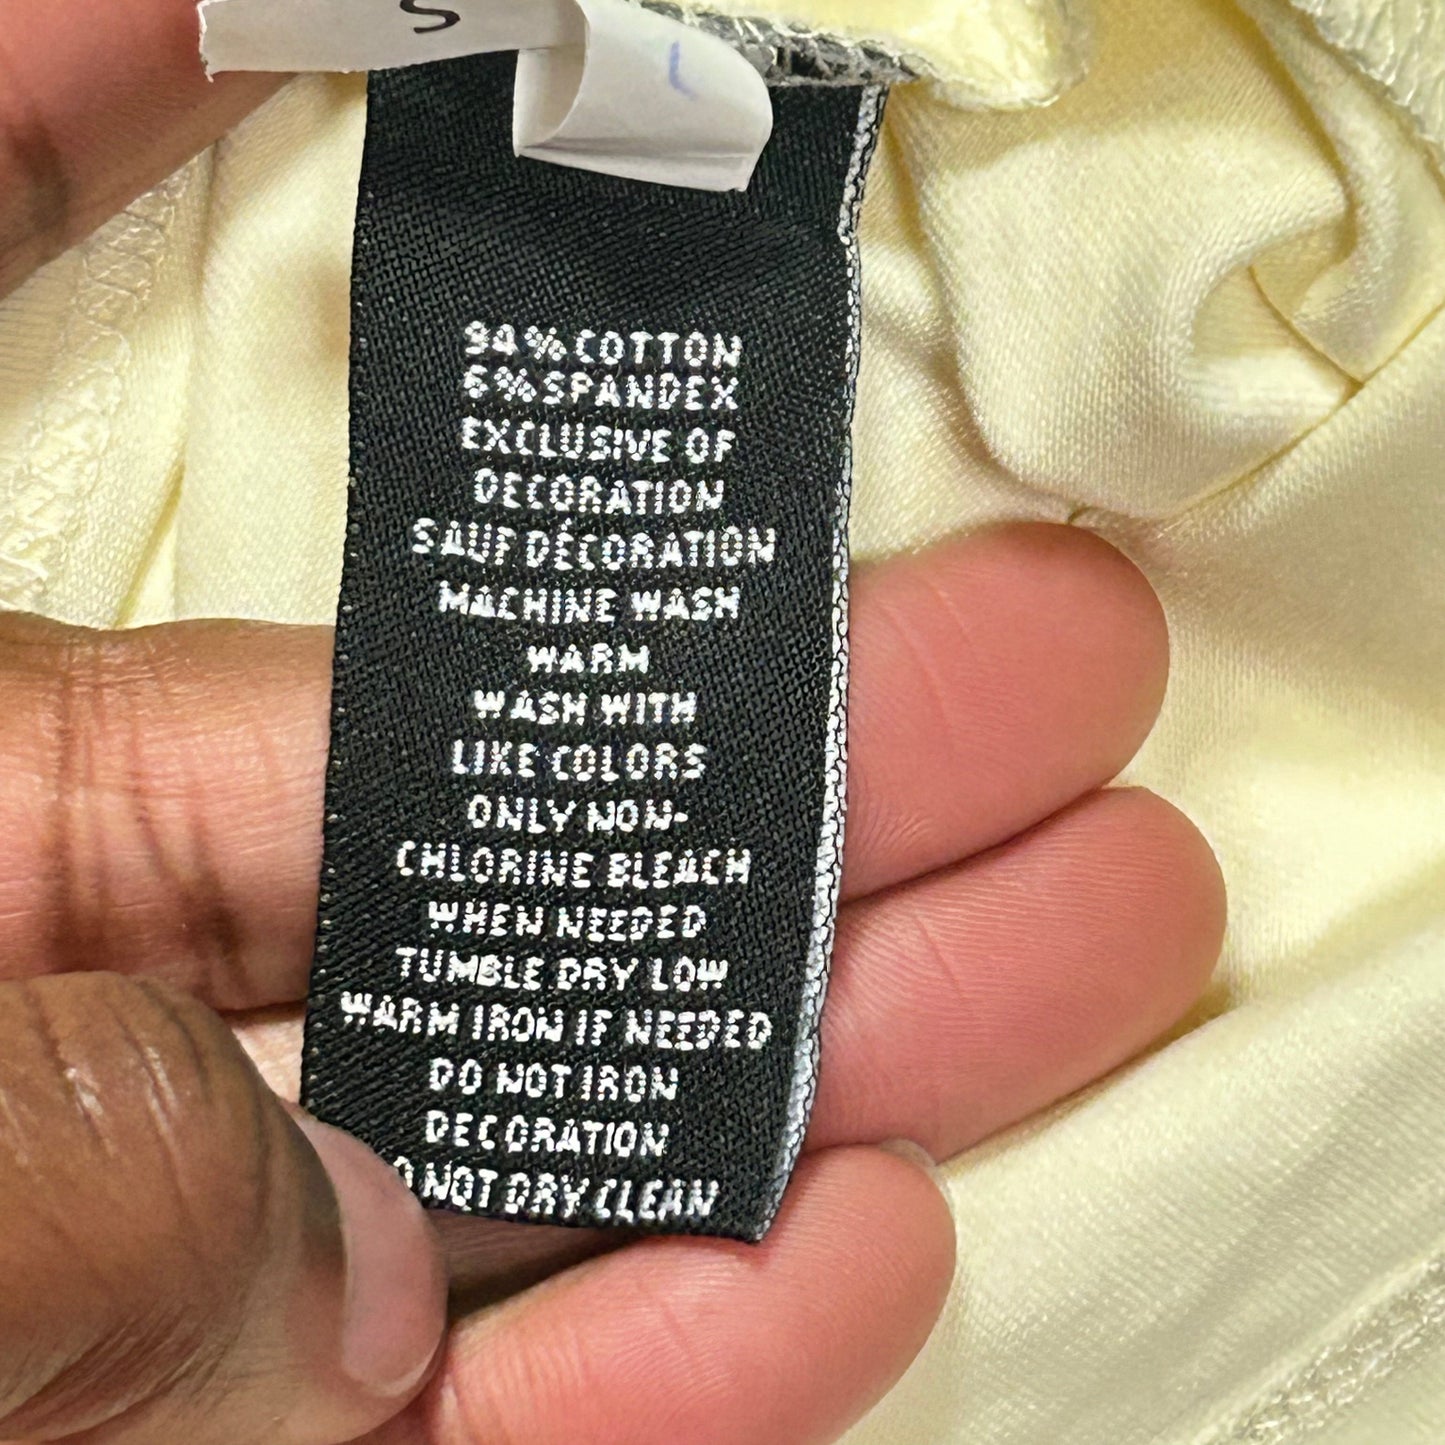 S
94% COTTON
6% SPANDEX
EXCLUSIVE OF
DECORATION
SAUF DÉCORATION
MACHINE WASH
WARM
WASH WITH
LIKE COLORS
ONLY NON-
CHLORINE BLEACH
WHEN NEEDED
TUMBLE DRY LOW
WARM IRON IF NEEDED
DO NOT IRON
DECORATION
DO NOT DRY CLEAN